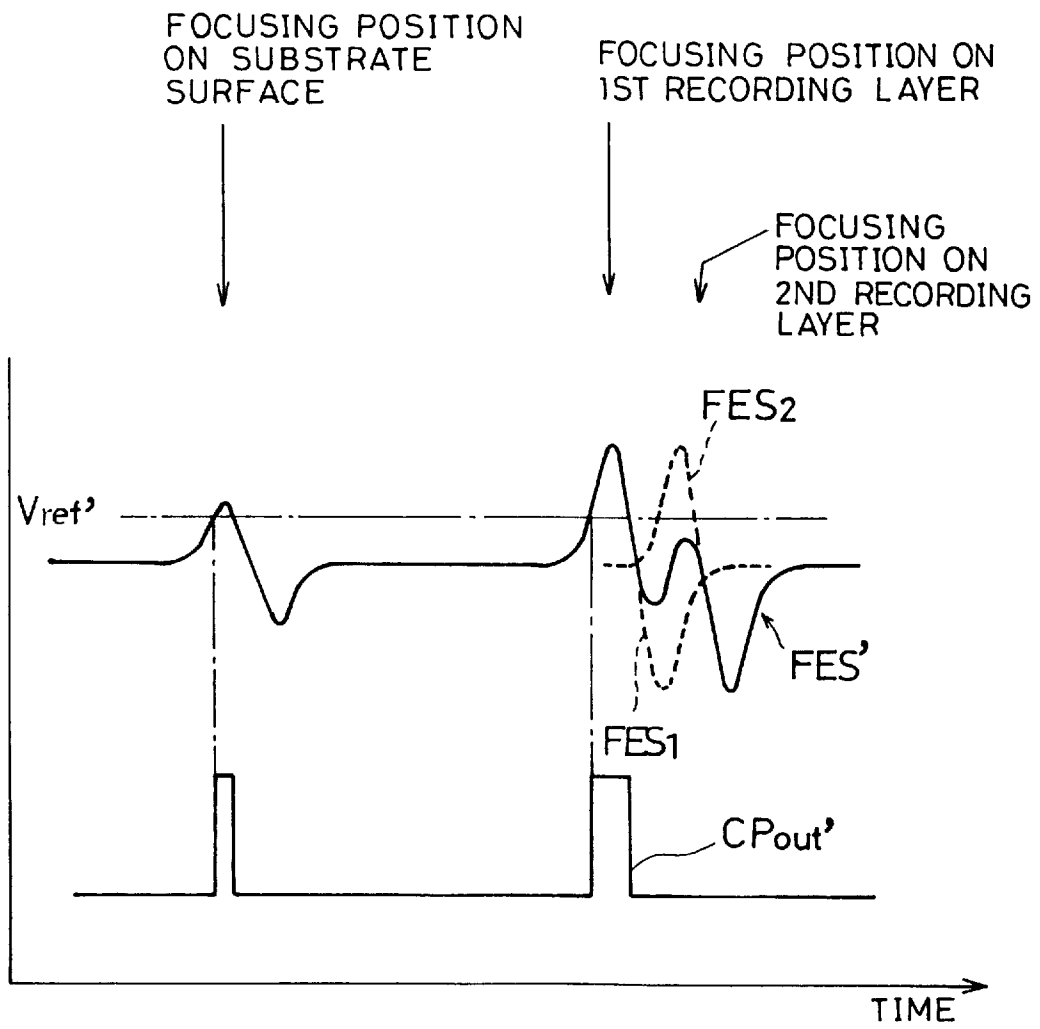 FOCUSING POSITION
ON SUBSTRATE
SURFACE
FOCUSING POSITION ON
1ST RECORDING LAYER
FOCUSING
POSITION ON
2ND RECORDING
LAYER
FES2
Vref’
FES’
FES1
CPout’
TIME